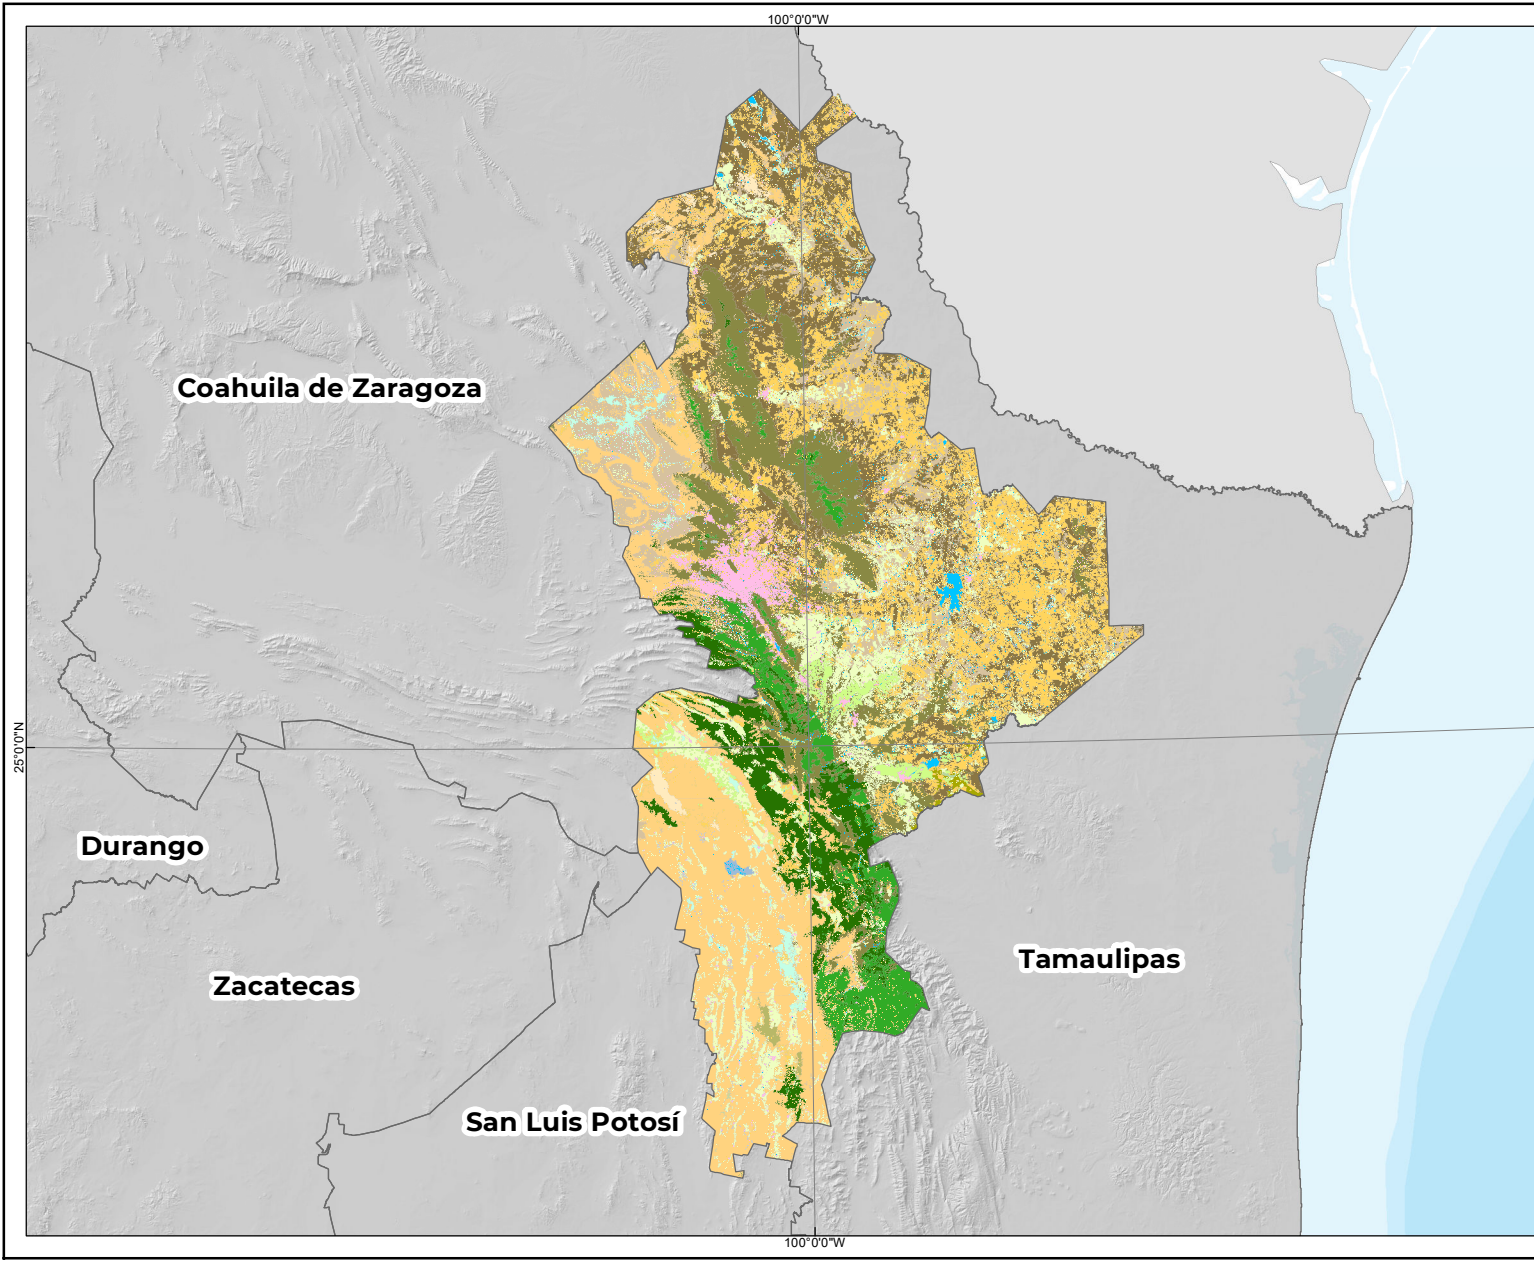 100°0'0"W
Coahuila de Zaragoza
25°0'0"N
Durango
Tamaulipas
Zacatecas
San Luis Potosí
100°0'0"W